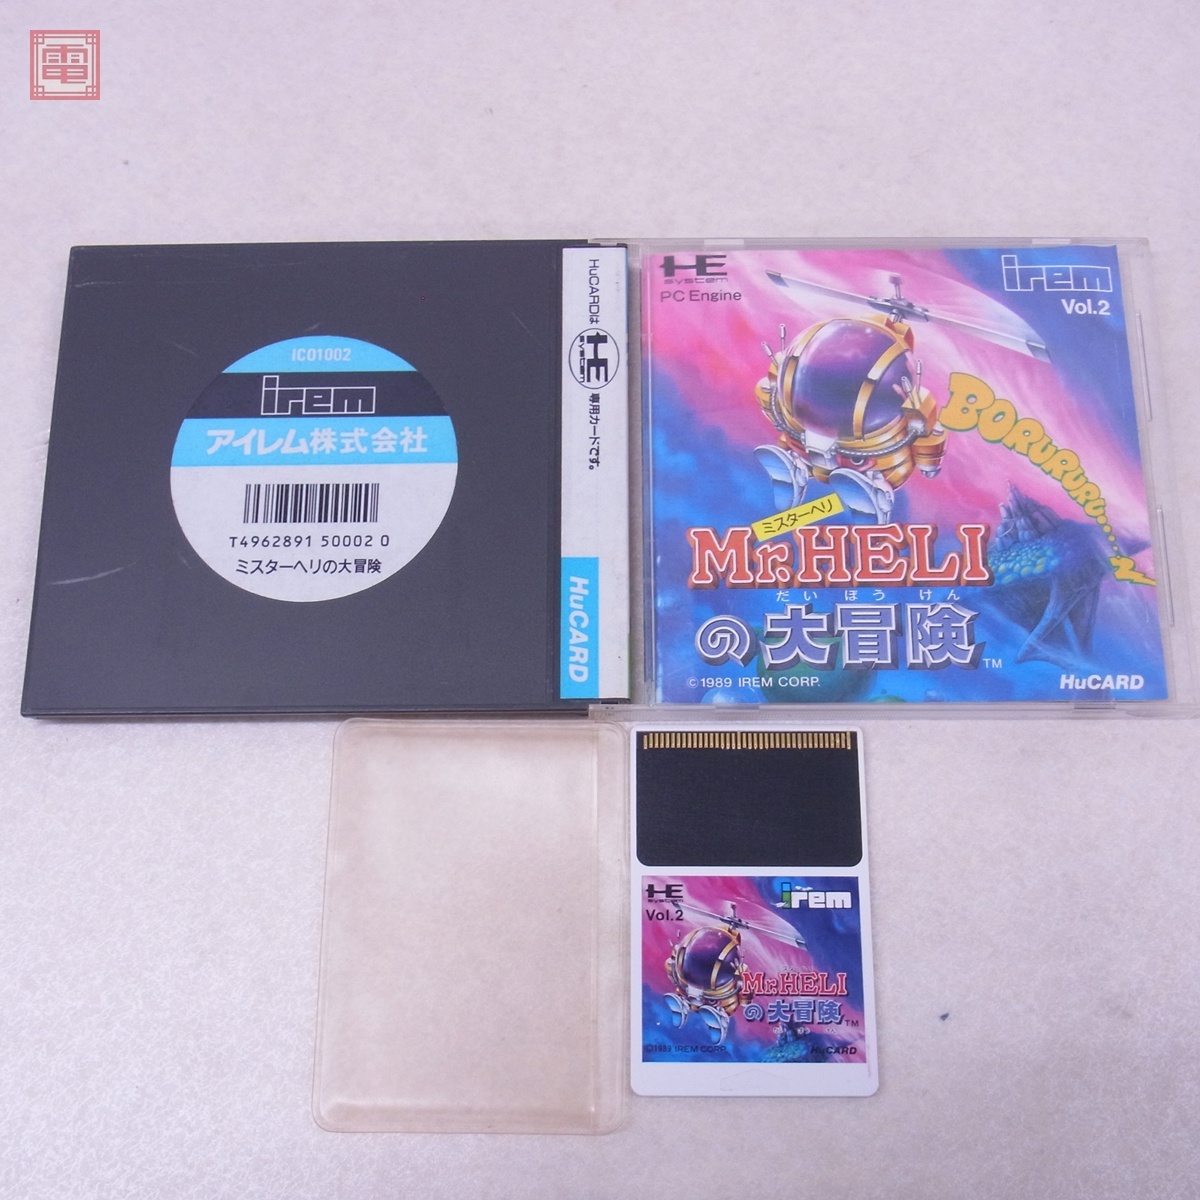 電
IC01002
irem
アイレム株式会社
T4962891 50002 0
ミスターヘリの大冒険
HuCARDは
HE
system
専用カードです。
HuCARD
HE
system
PC Engine
irem
Vol.2
BORURURURU...
ミスターヘリ
Mr.HELI
だいぼうけん
の大冒険 TM
©1989 IREM CORP.
HuCARD
HE
system
Vol.2
irem
Mr.HELI
の大冒険 TM
©1989 IREM CORP.
HuCARD